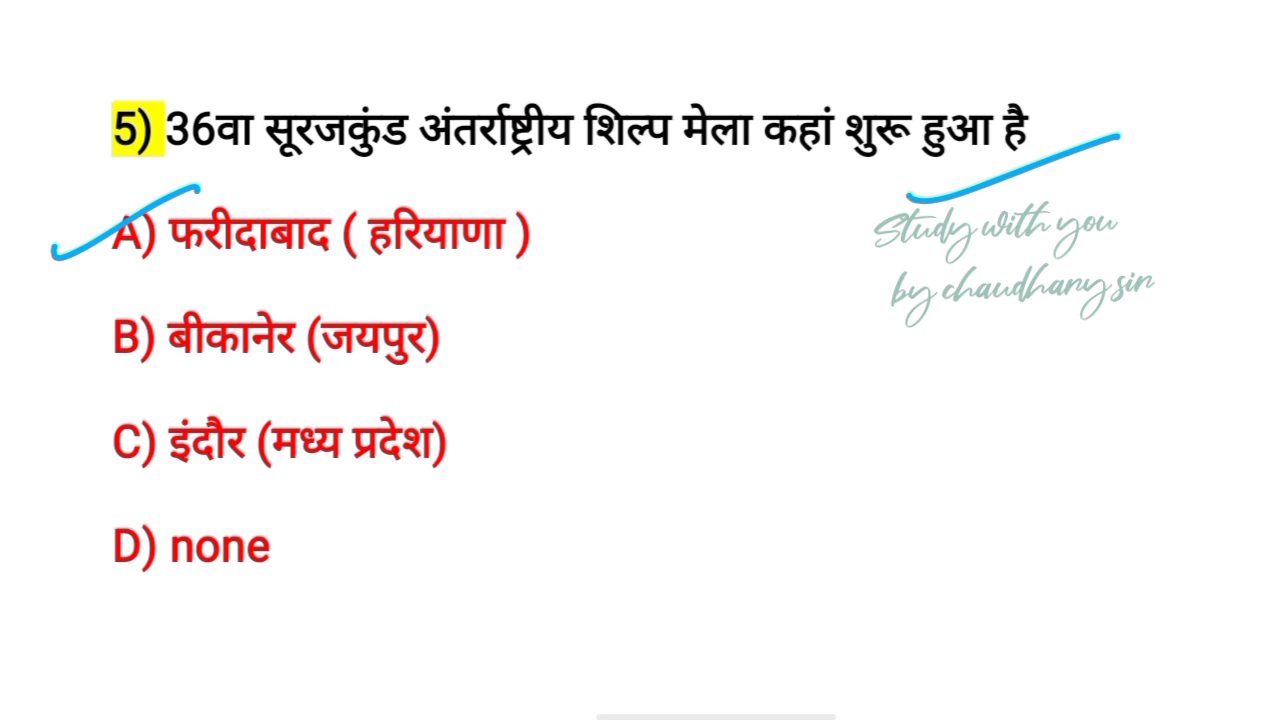 5) 36वा सूरजकुंड अंतर्राष्ट्रीय शिल्प मेला कहां शुरू हुआ है
A) फरीदाबाद ( हरियाणा )
Study with you
by chaudhary sir
B) बीकानेर (जयपुर)
C) इंदौर (मध्य प्रदेश)
D) none